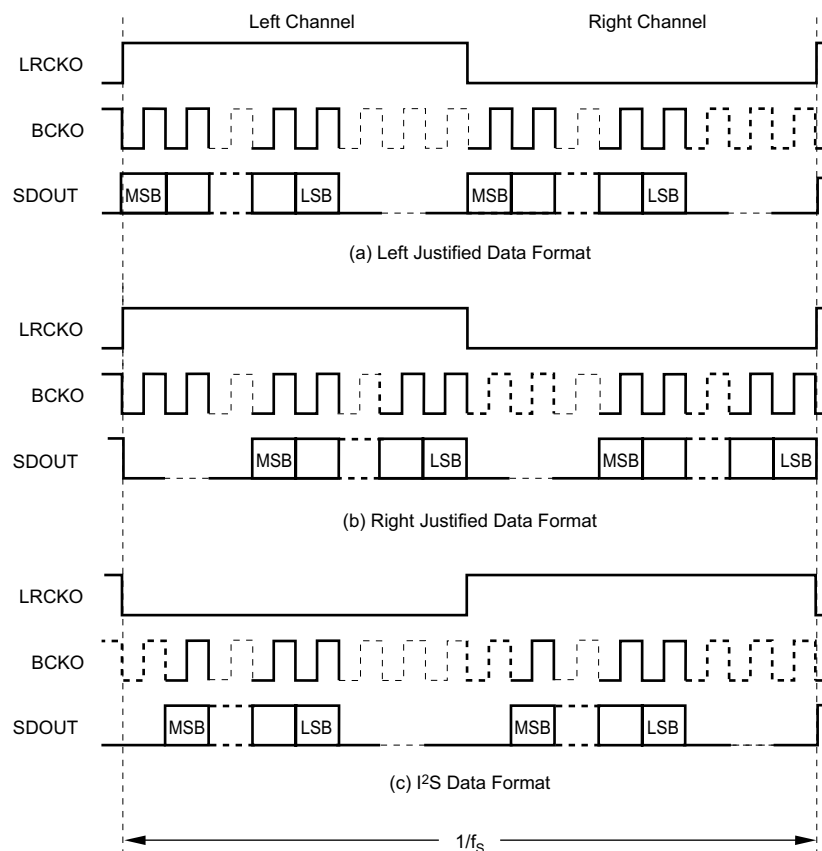 Left Channel Right Channel
LRCKO
BCKO
SDOUT MSB LSB MSB LSB
(a) Left Justified Data Format
LRCKO
BCKO
SDOUT MSB LSB MSB LSB
(b) Right Justified Data Format
LRCKO
BCKO
SDOUT MSB LSB MSB LSB
(c) I²S Data Format
1/fS